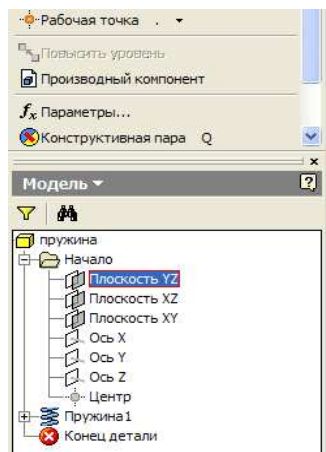 Рабочая точка .
Повысить уровень
Производный компонент
fx Параметры...
Конструктивная пара Q
Модель
пружина
Начало
Плоскость YZ
Плоскость XZ
Плоскость XY
Ось X
Ось Y
Ось Z
Центр
Пружина1
Конец детали